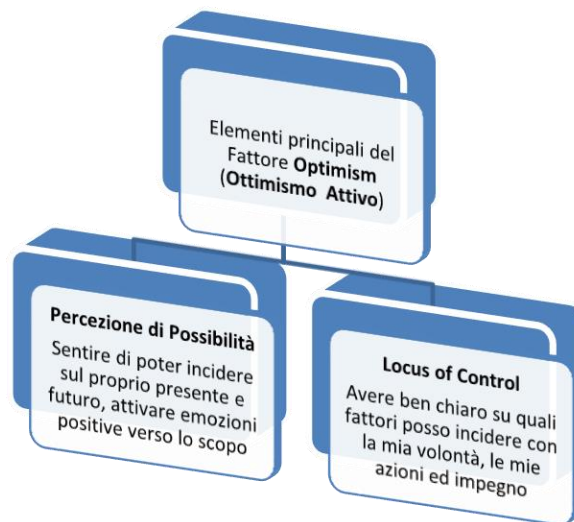 Elementi principali del
Fattore Optimism
(Ottimismo Attivo)
Percezione di Possibilità
Sentire di poter incidere
sul proprio presente e
futuro, attivare emozioni
positive verso lo scopo
Locus of Control
Avere ben chiaro su quali
fattori posso incidere con
la mia volontà, le mie
azioni ed impegno